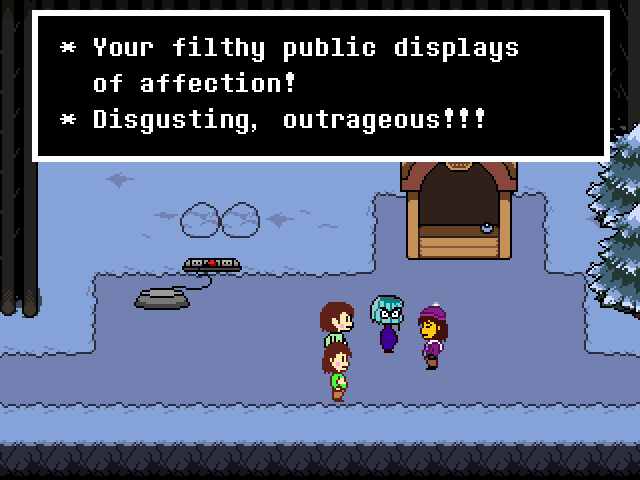 * Your filthy public displays
of affection!
* Disgusting, outrageous!!!